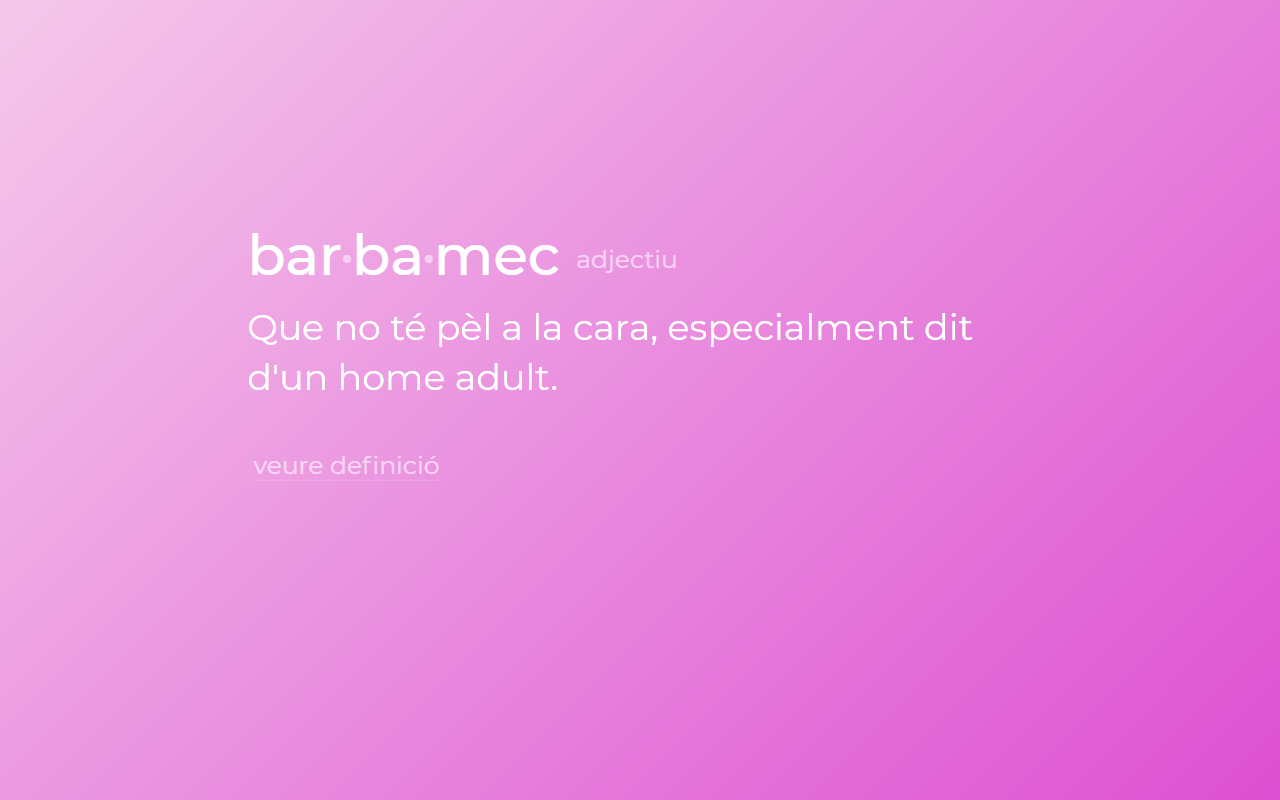 bar·ba·mec adjectiu
Que no té pèl a la cara, especialment dit
d'un home adult.
veure definició